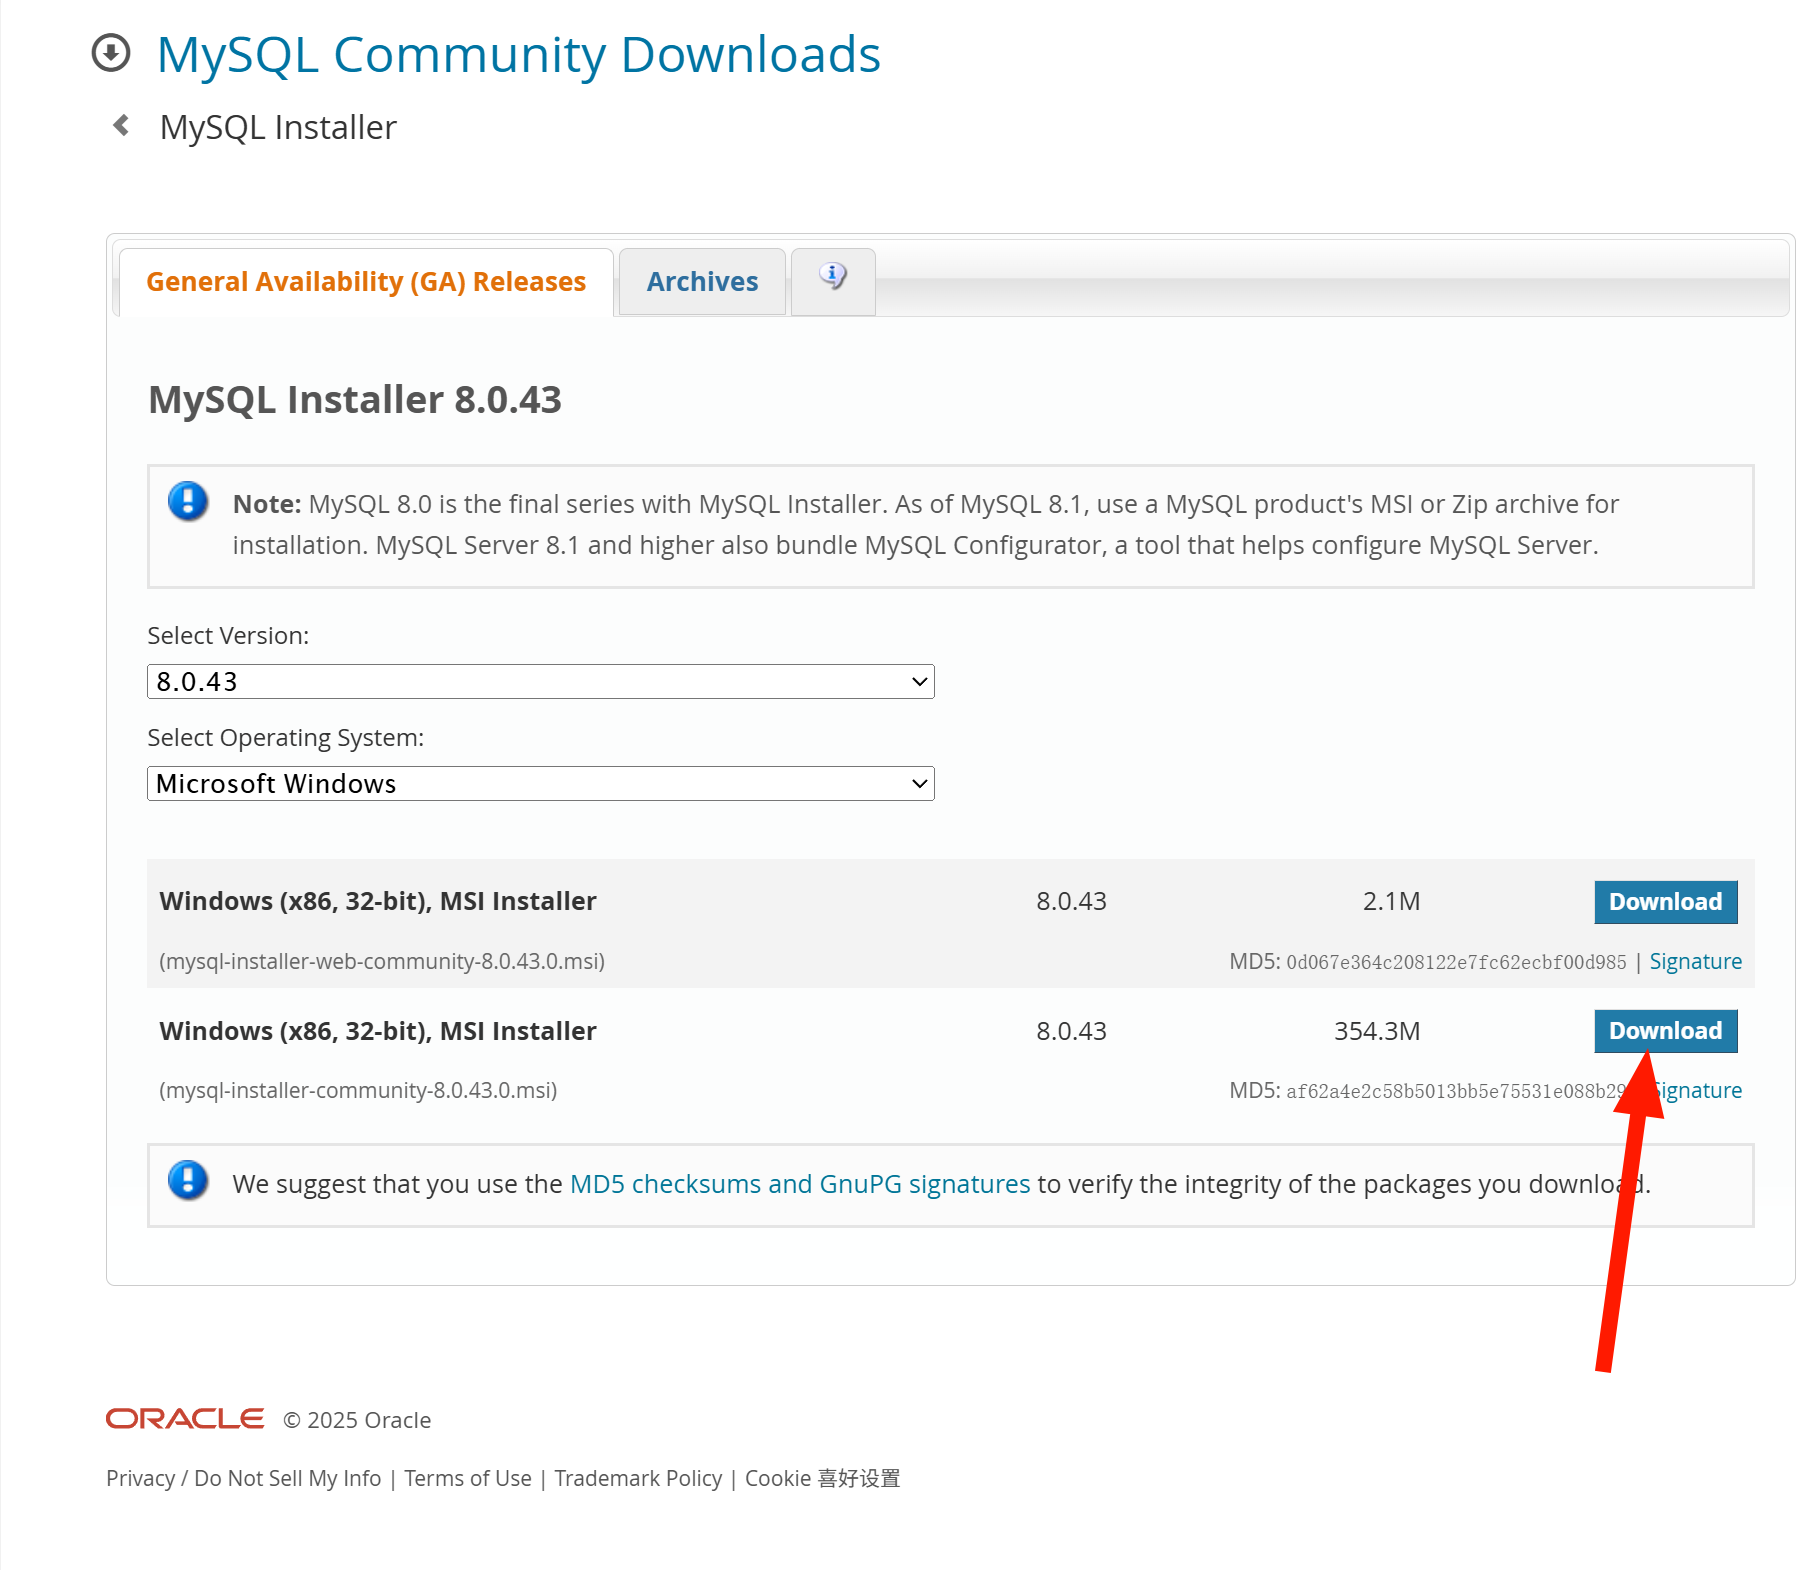 MySQL Community Downloads
MySQL Installer
General Availability (GA) Releases
Archives
MySQL Installer 8.0.43
Note: MySQL 8.0 is the final series with MySQL Installer. As of MySQL 8.1, use a MySQL product's MSI or Zip archive for
installation. MySQL Server 8.1 and higher also bundle MySQL Configurator, a tool that helps configure MySQL Server.
Select Version:
8.0.43
Select Operating System:
Microsoft Windows
Windows (x86, 32-bit), MSI Installer 8.0.43 2.1M Download
(mysql-installer-web-community-8.0.43.0.msi) MD5: 0d067e364c208122e7fc62ecbf00d985 | Signature
Windows (x86, 32-bit), MSI Installer 8.0.43 354.3M Download
(mysql-installer-community-8.0.43.0.msi) MD5: Signature
We suggest that you use the MD5 checksums and GnuPG signatures to verify the integrity of the packages you download.
ORACLE © 2025 Oracle
Privacy / Do Not Sell My Info | Terms of Use | Trademark Policy | Cookie 喜好设置